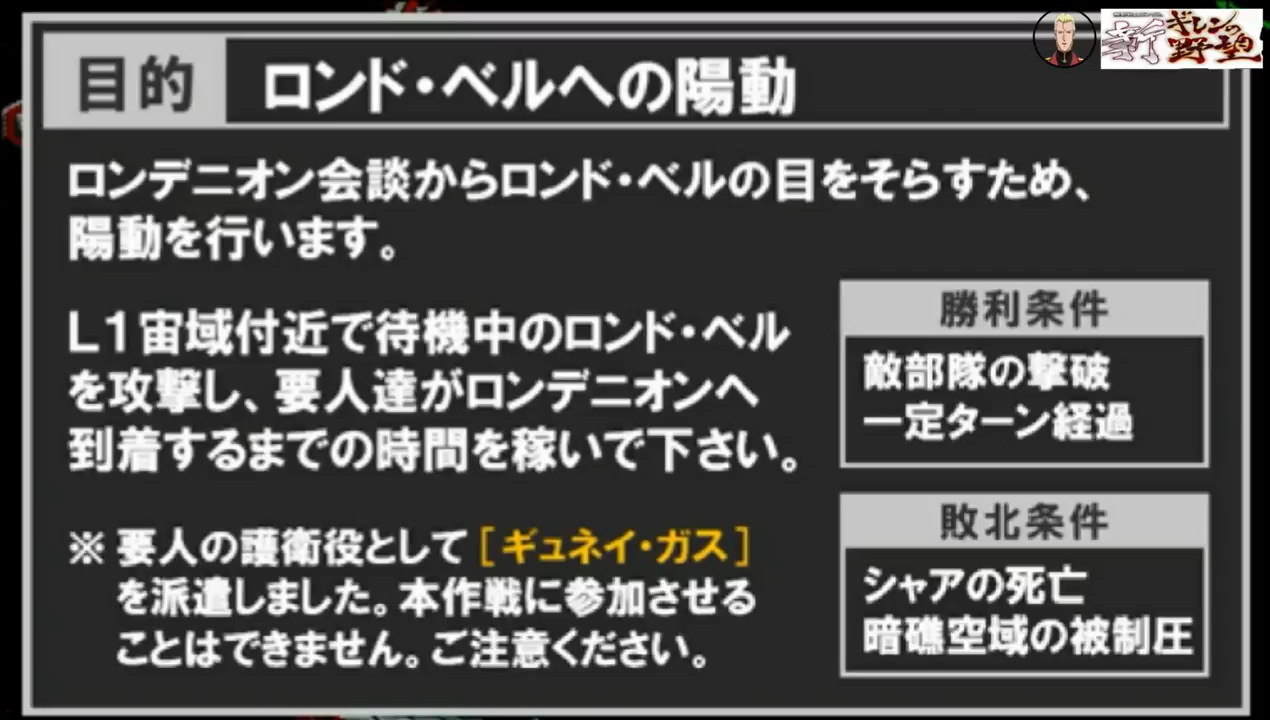 新ギレンの野望
目的
ロンド・ベルへの陽動
ロンデニオン会談からロンド・ベルの目をそらすため、
陽動を行います。
L1宙域付近で待機中のロンド・ベル
を攻撃し、要人達がロンデニオンへ
到着するまでの時間を稼いで下さい。
※ 要人の護衛役として[ギュネイ・ガス]
を派遣しました。本作戦に参加させる
ことはできません。ご注意ください。
勝利条件
敵部隊の撃破
一定ターン経過
敗北条件
シャアの死亡
暗礁空域の被制圧